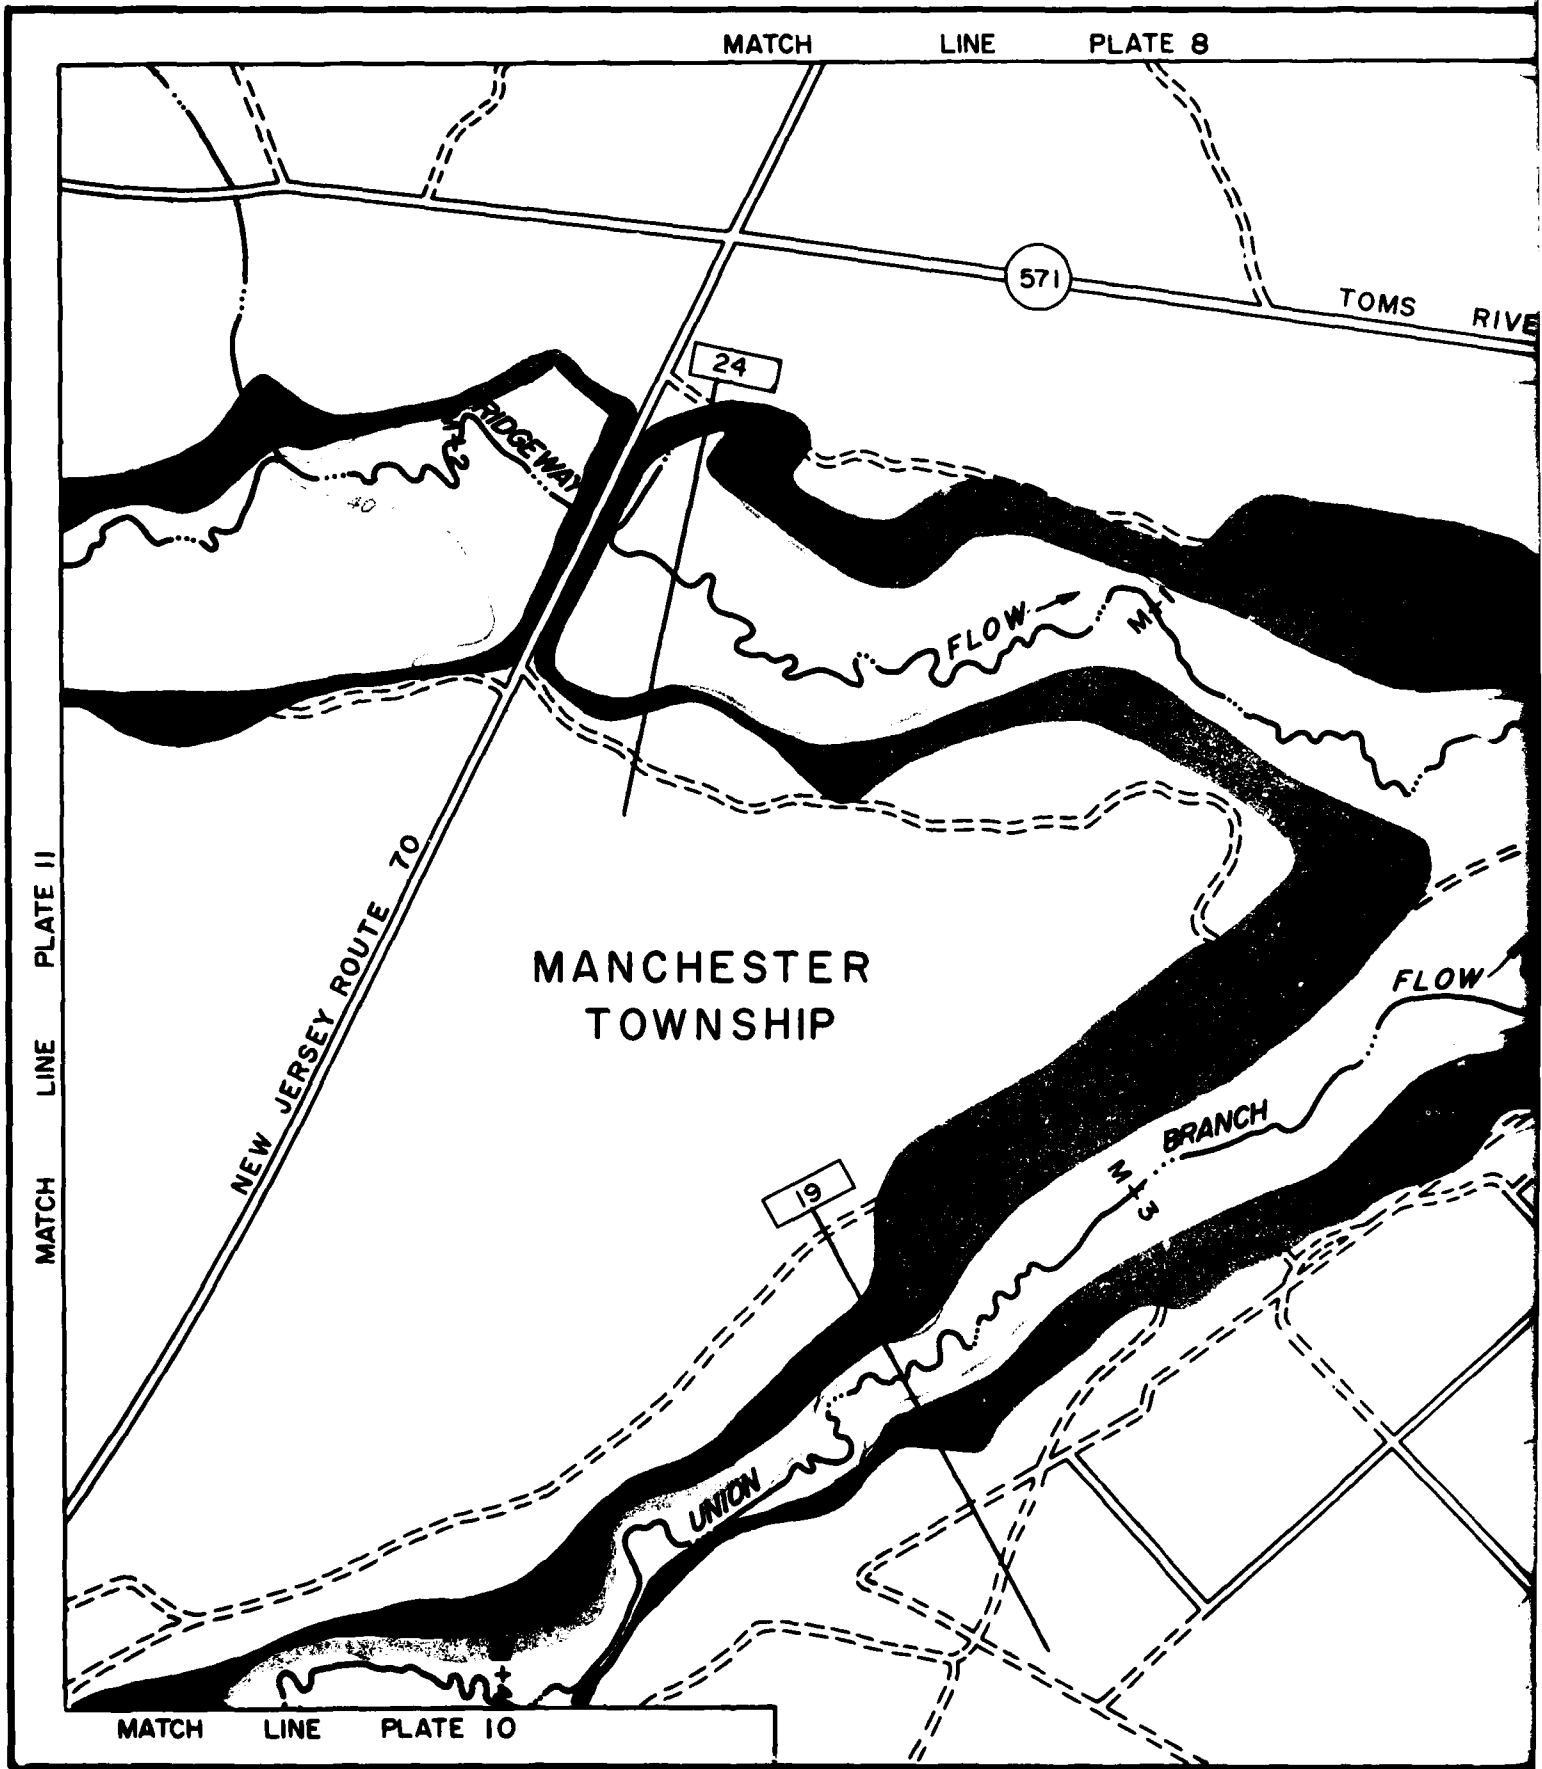 MATCH LINE PLATE 8
571
TOMS RIVE
24
RIDGEWAY
M+2
40
FLOW
M+1
MATCH LINE PLATE 11
NEW JERSEY ROUTE 70
MANCHESTER
TOWNSHIP
FLOW
BRANCH
M+3
19
UNION
MATCH LINE PLATE 10